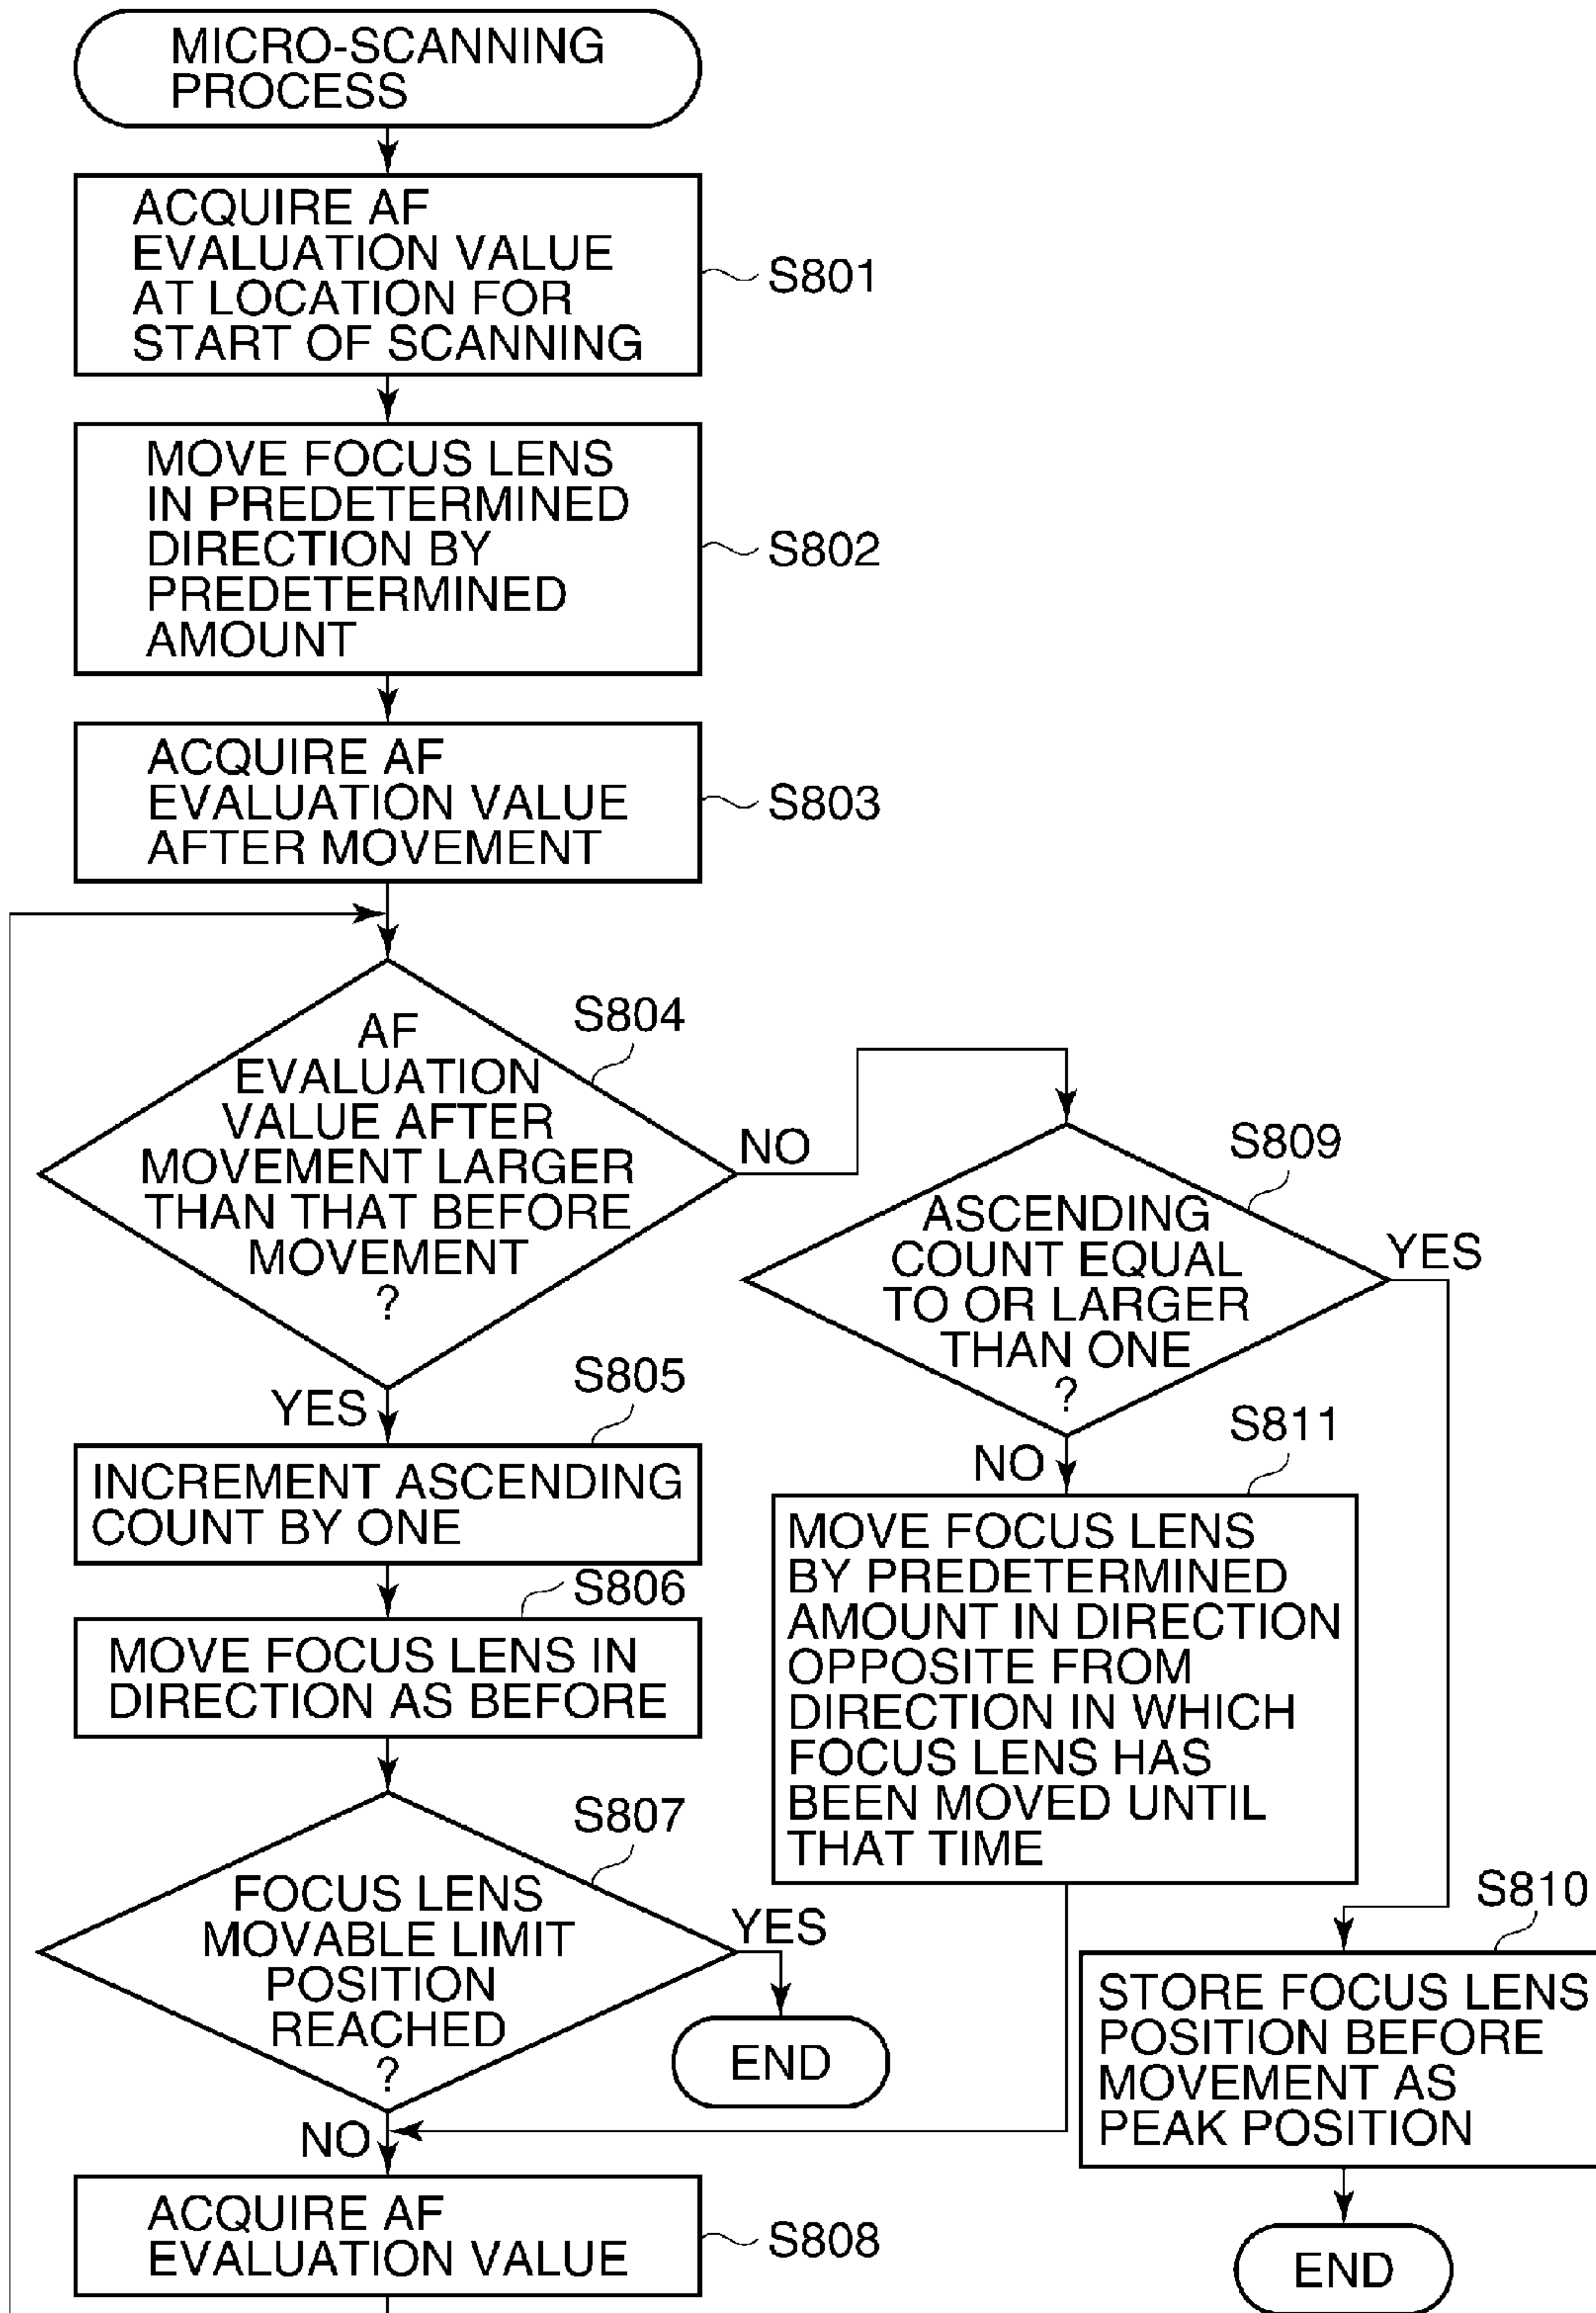 MICRO-SCANNING
PROCESS
ACQUIRE AF
EVALUATION VALUE
AT LOCATION FOR
START OF SCANNING
S801
MOVE FOCUS LENS
IN PREDETERMINED
DIRECTION BY
PREDETERMINED
AMOUNT
S802
ACQUIRE AF
EVALUATION VALUE
AFTER MOVEMENT
S803
S804
AF
EVALUATION
VALUE AFTER
MOVEMENT LARGER
THAN THAT BEFORE
MOVEMENT
?
NO
YES
S809
ASCENDING
COUNT EQUAL
TO OR LARGER
THAN ONE
?
YES
NO
S805
INCREMENT ASCENDING
COUNT BY ONE
S806
MOVE FOCUS LENS IN
DIRECTION AS BEFORE
S811
MOVE FOCUS LENS
BY PREDETERMINED
AMOUNT IN DIRECTION
OPPOSITE FROM
DIRECTION IN WHICH
FOCUS LENS HAS
BEEN MOVED UNTIL
THAT TIME
S807
FOCUS LENS
MOVABLE LIMIT
POSITION
REACHED
?
YES
END
NO
S810
STORE FOCUS LENS
POSITION BEFORE
MOVEMENT AS
PEAK POSITION
END
ACQUIRE AF
EVALUATION VALUE
S808